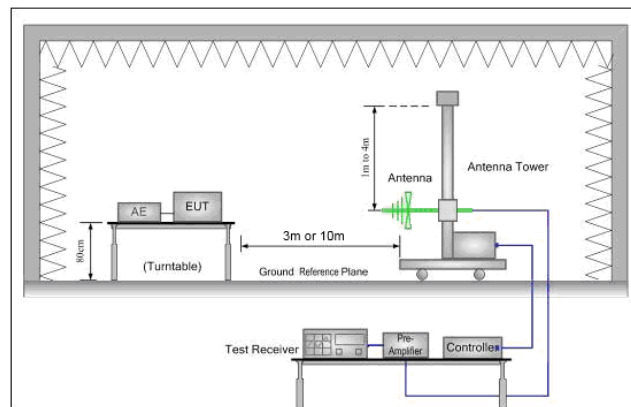 1m to 4m
Antenna
Antenna Tower
AE
EUT
80cm
(Turntable)
3m or 10m
Ground Reference Plane
Test Receiver
Pre-
Amplifier
Controller